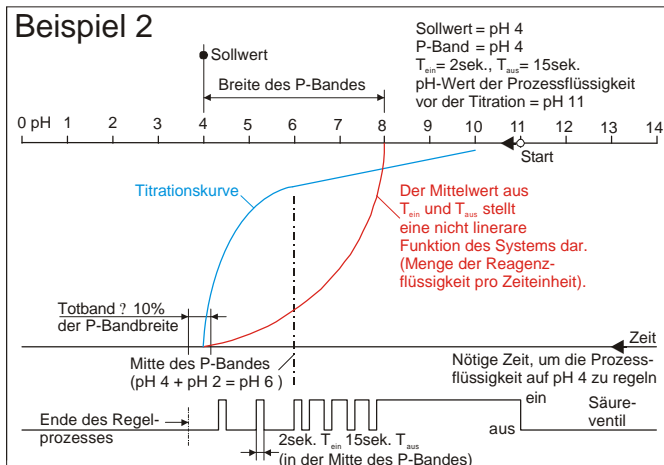 Beispiel 2
Sollwert = pH 4
P-Band = pH 4
Tein= 2sek., Taus= 15sek.
pH-Wert der Prozessflüssigkeit
vor der Titration = pH 11
Sollwert
Breite des P-Bandes
0 pH 1 2 3 4 5 6 7 8 9 10 11 12 13 14
Start
Titrationskurve
Der Mittelwert aus
Tein und Taus stellt
eine nicht linerare
Funktion des Systems dar.
(Menge der Reagenz-
flüssigkeit pro Zeiteinheit).
Totband ? 10%
der P-Bandbreite
Zeit
Mitte des P-Bandes
(pH 4 + pH 2 = pH 6 )
Nötige Zeit, um die Prozess-
flüssigkeit auf pH 4 zu regeln
ein
Säure-
ventil
aus
Ende des Regel-
prozesses
2sek. Tein 15sek. Taus
(in der Mitte des P-Bandes)